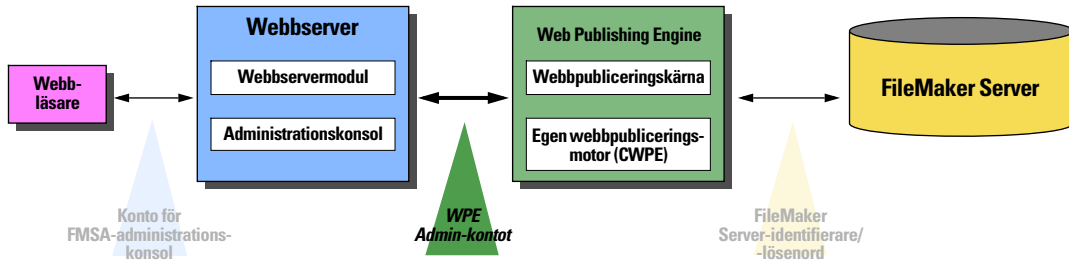 Webb-
läsare
Webbserver
Webbservermodul
Administrationskonsol
Web Publishing Engine
Webbpubliceringskärna
Egen webbpublicerings-
motor (CWPE)
FileMaker Server
Konto för
FMSA-administrations-
konsol
WPE
Admin-kontot
FileMaker
Server-identifierare/
-lösenord